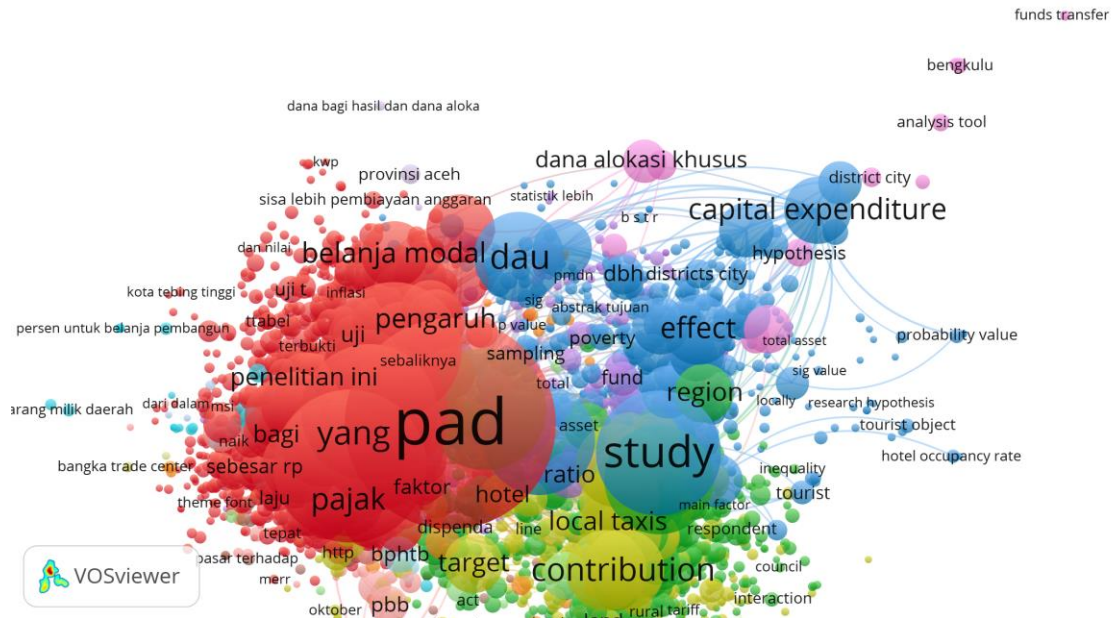 funds transfer
bengkulu
dana bagi hasil dan dana aloka
analysis tool
kwp
dana alokasi khusus
provinsi aceh
district city
sisa lebih pembiayaan anggaran
statistik lebih
capital expenditure
b s t r
dan nilai
belanja modal
dau
hypothesis
pmdn
dbh
districts city
kota tebing tinggi
uji t
inflasi
sig
abstrak tujuan
ttabel
pengaruh
p value
persen untuk belanja pembangun
effect
terbukti
uji
poverty
probability value
total asset
sebaliknya
sampling
penelitian ini
total
fund
sig value
region
locally
research hypothesis
arang milik daerah
dari dalam
msi
pad
asset
tourist object
naik
bagi
yang
study
hotel occupancy rate
bangka trade center
sebesar rp
ratio
inequality
theme font
laju
pajak
faktor
hotel
tourist
main factor
tepat
dispenda
line
local taxis
respondent
pasar terhadap
http
bphtb
target
contribution
council
VOSviewer
merr
act
interaction
oktober
pbb
rural
tariff